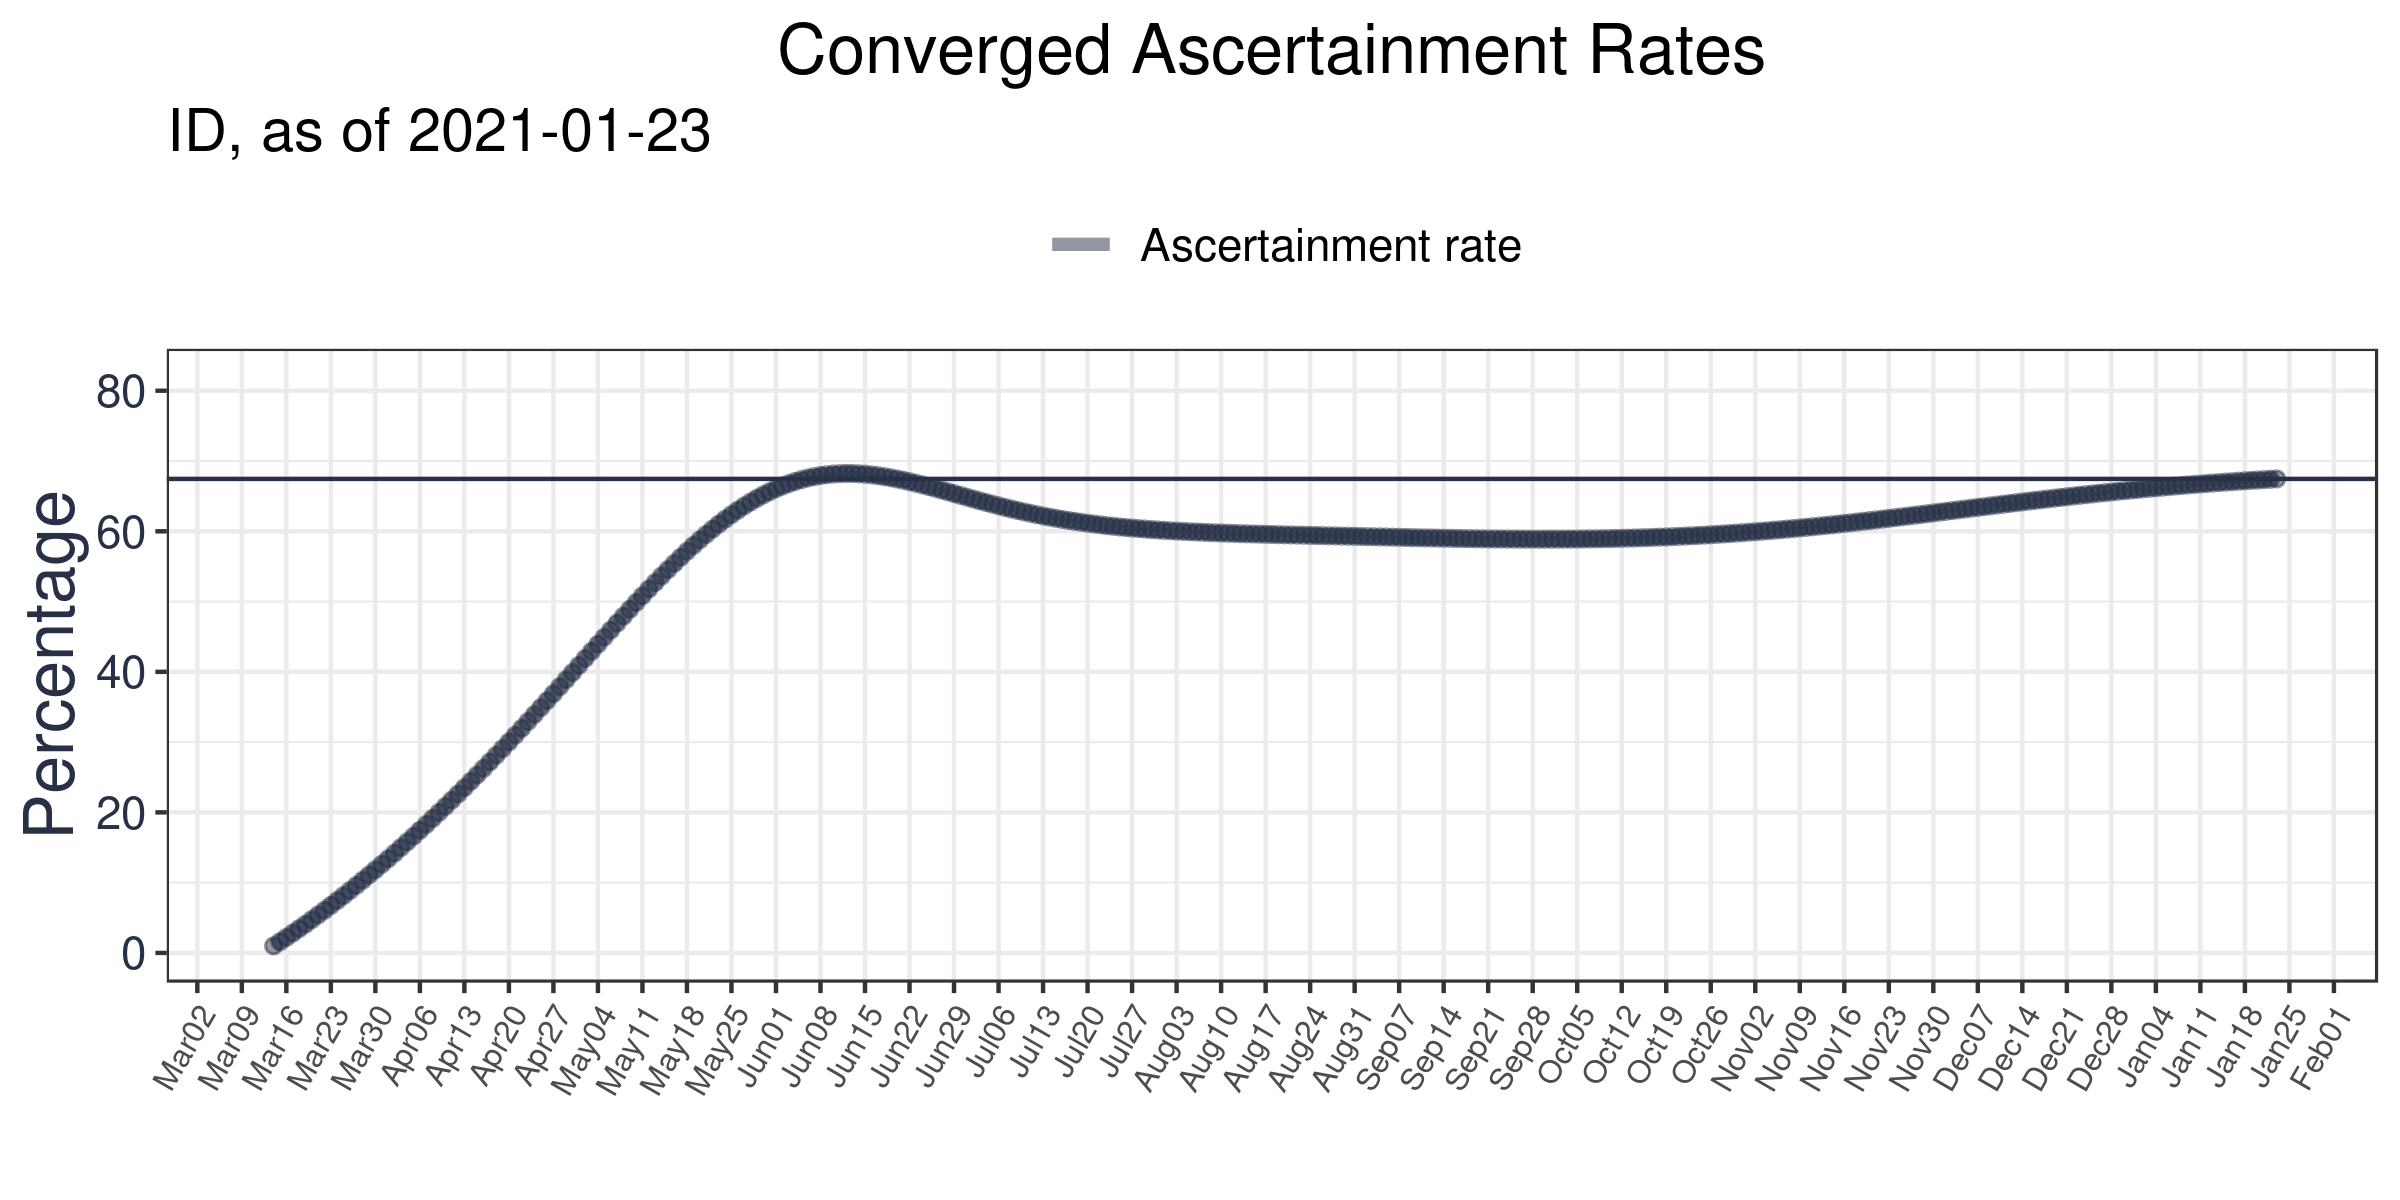 Converged Ascertainment Rates
ID, as of 2021-01-23
Ascertainment rate
Percentage
80
60
40
20
0
Mar02 Mar09 Mar16 Mar23 Mar30 Apr06 Apr13 Apr20 Apr27 May04 May11 May18 May25 Jun01 Jun08 Jun15 Jun22 Jun29 Jul06 Jul13 Jul20 Jul27 Aug03 Aug10 Aug17 Aug24 Aug31 Sep07 Sep14 Sep21 Sep28 Oct05 Oct12 Oct19 Oct26 Nov02 Nov09 Nov16 Nov23 Nov30 Dec07 Dec14 Dec21 Dec28 Jan04 Jan11 Jan18 Jan25 Feb01